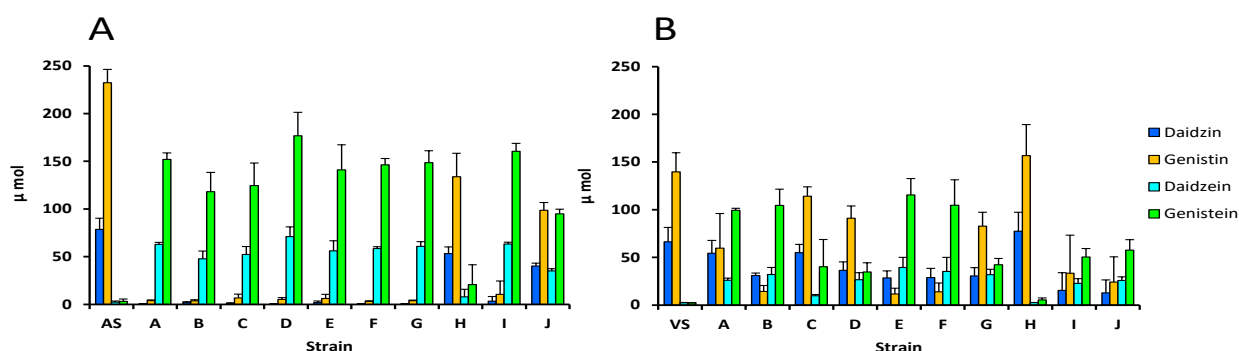 A
250
200
150
100
50
0
µ mol
AS A B C D E F G H I J
Strain
B
250
200
150
100
50
0
µ mol
VS A B C D E F G H I J
Strain
Daidzin
Genistin
Daidzein
Genistein